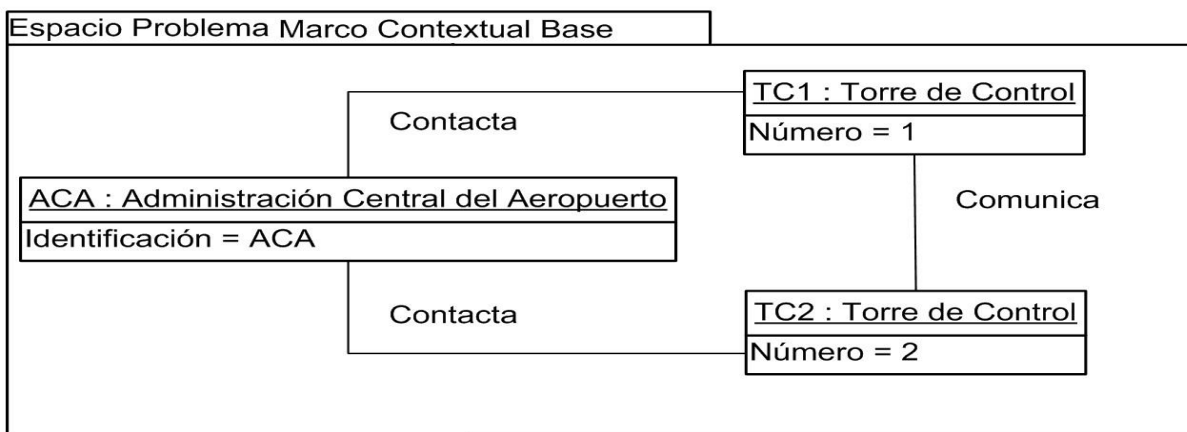 Espacio Problema Marco Contextual Base
TC1 : Torre de Control
Número = 1
Contacta
ACA : Administración Central del Aeropuerto
Identificación = ACA
Comunica
Contacta
TC2 : Torre de Control
Número = 2